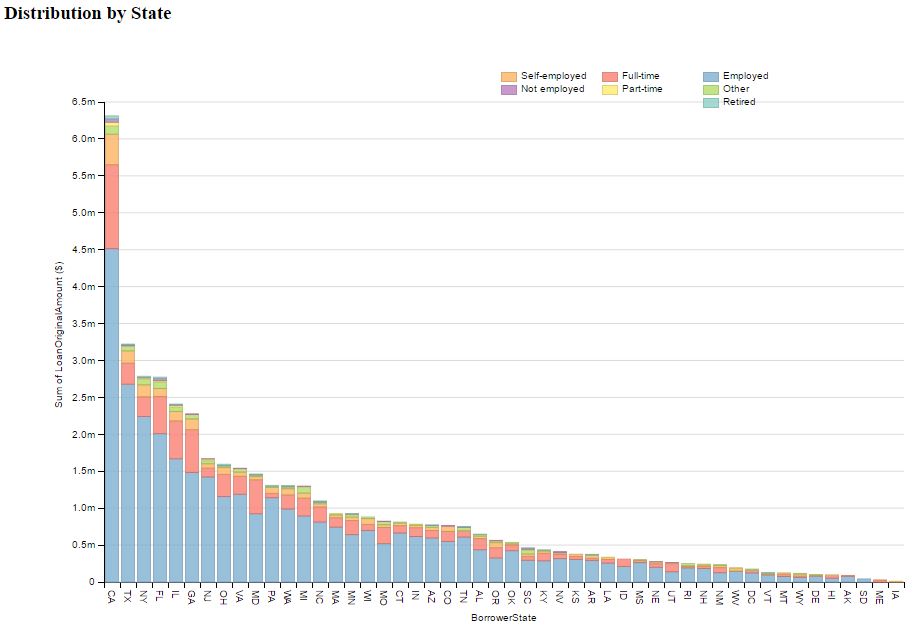 Distribution by State
Self-employed Full-time Employed
Not employed Part-time Other
Retired
6.5m
6.0m
5.5m
5.0m
4.5m
4.0m
3.5m
3.0m
2.5m
2.0m
1.5m
1.0m
0.5m
0
Sum of LoanOriginalAmount ($)
CA TX NY FL IL GA NJ OH VA MD PA WA MI NC MA MN WI MO CT IN AZ CO TN AL OR OK SC KY NV KS AR LA ID MS NE UT RI NH NM WV DC VT MT WY DE HI AK SD ME IA
BorrowerState